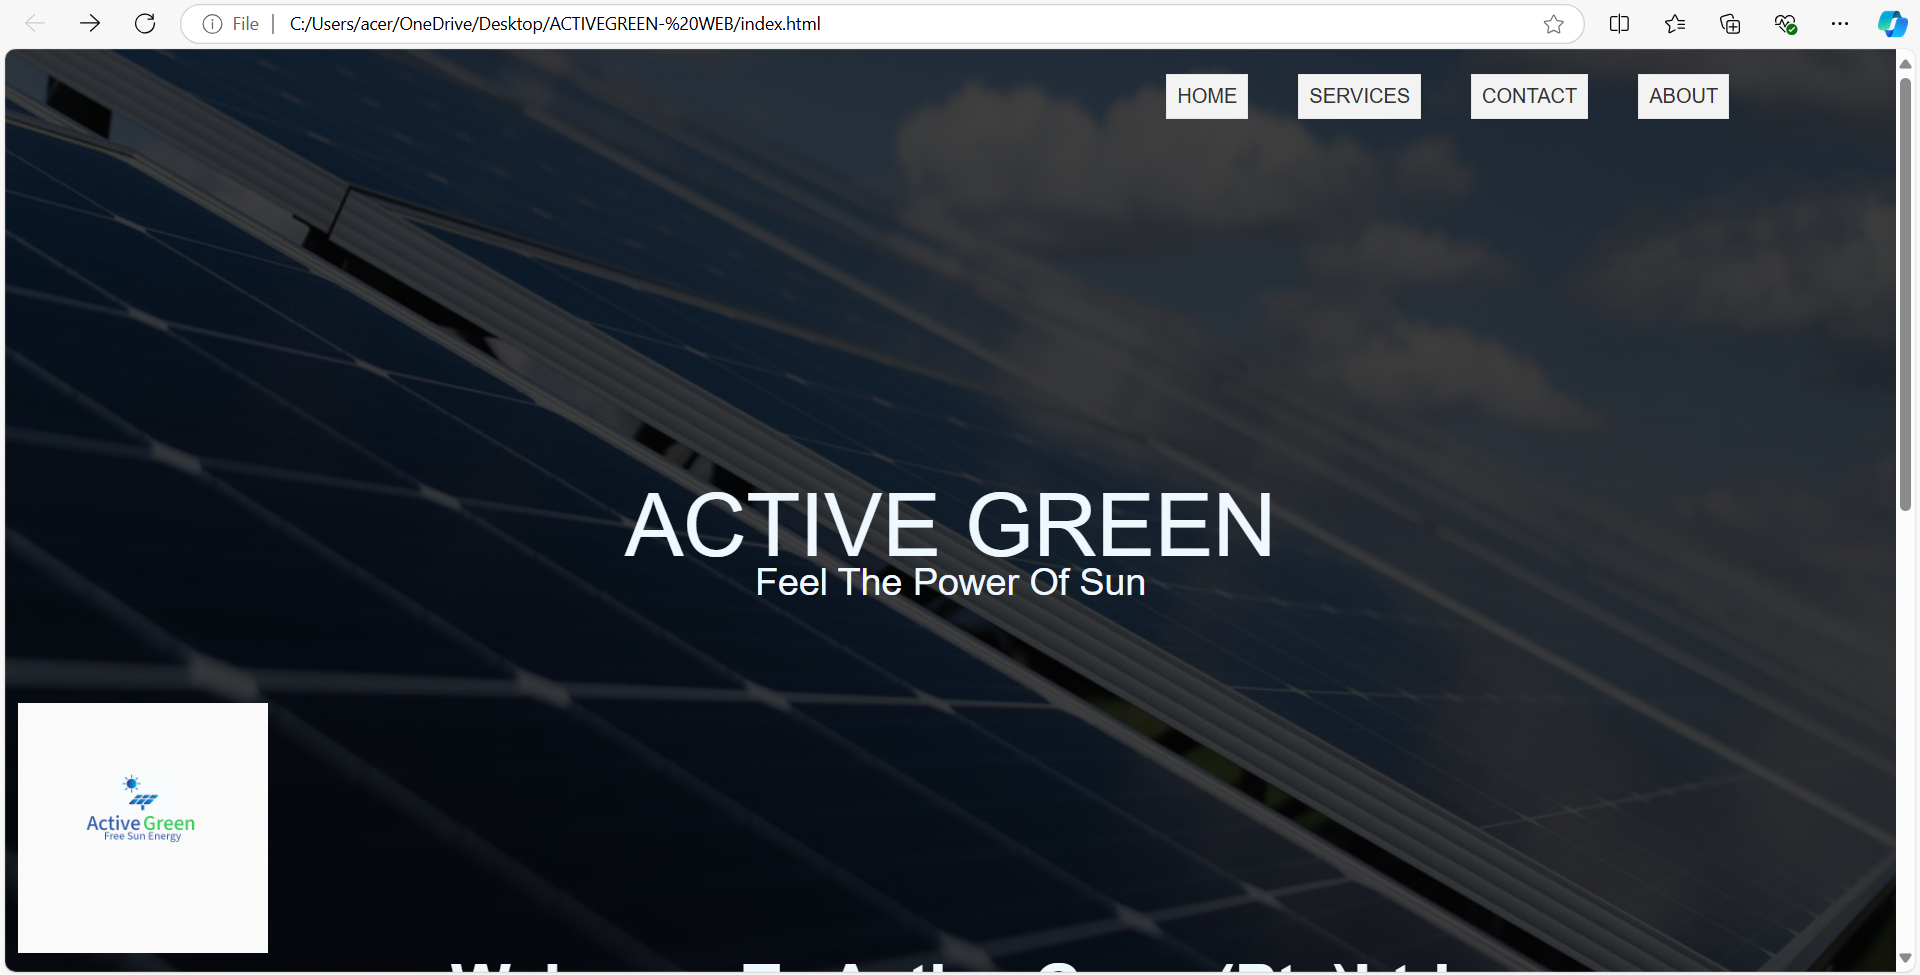 File
C:/Users/acer/OneDrive/Desktop/ACTIVEGREEN-%20WEB/index.html
HOME
SERVICES
CONTACT
ABOUT
ACTIVE GREEN
Feel The Power Of Sun
Active Green
Free Sun Energy